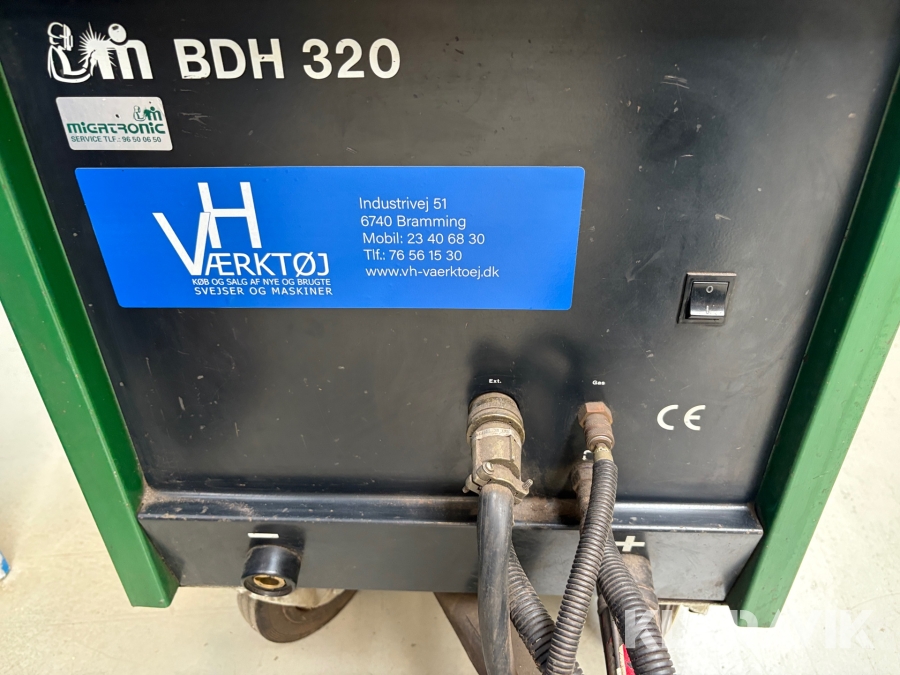 BDH 320
MIGATRONIC
SERVICE TLF.: 96 50 06 50
VH
VÆRKTØJ
KØB OG SALG AF NYE OG BRUGTE
SVEJSER OG MASKINER
Industrivej 51
6740 Bramming
Mobil: 23 40 68 30
Tlf.: 76 56 15 30
www.vh-vaerktoej.dk
Ext.
Gas
CE
− +
KLARAVIK